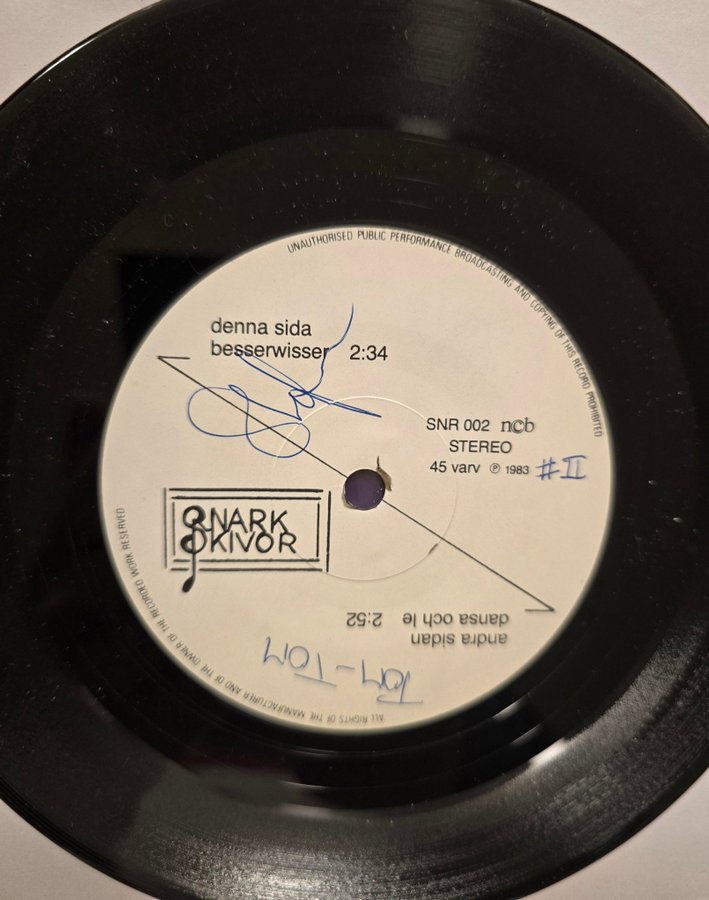 UNAUTHORISED PUBLIC PERFORMANCE BROADCASTING AND COPYING OF THIS RECORD PROHIBITED
denna sida
besserwisser 2:34
SNR 002 ncb
STEREO
45 varv ℗ 1983 #II
SNARK
SKIVOR
andra sidan
dansa och le 2:52
TOM-TOM
ALL RIGHTS OF THE MANUFACTURER AND OF THE OWNER OF THE RECORDED WORK RESERVED